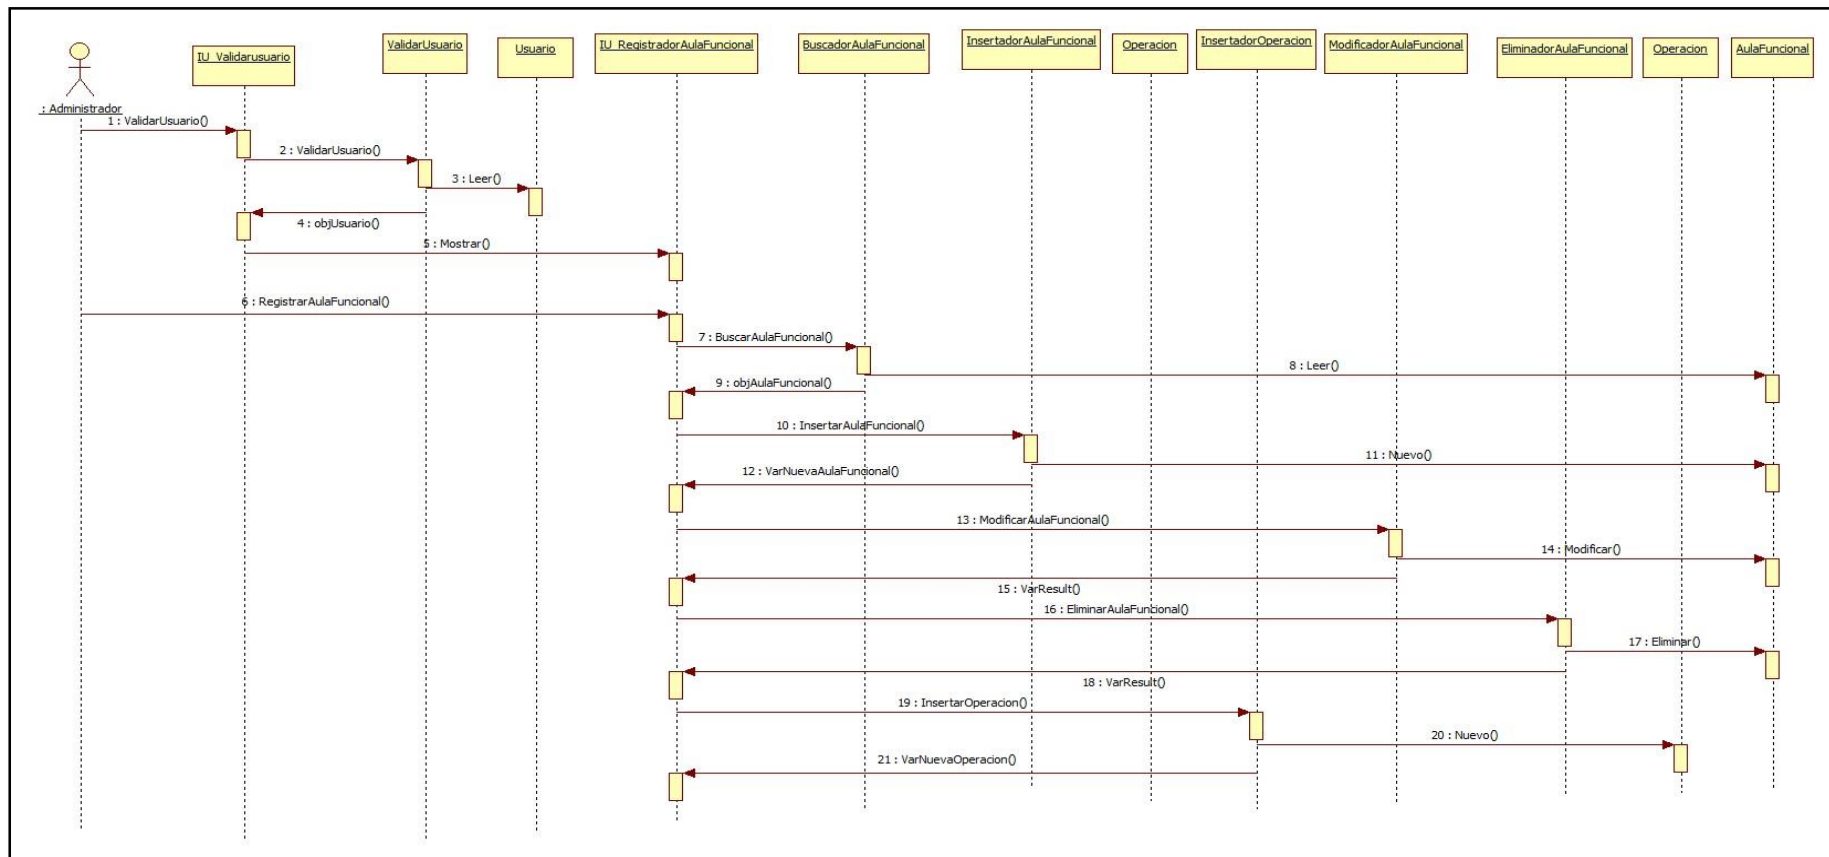 IU_Validarusuario
ValidarUsuario
Usuario
IU_RegistradorAulaFuncional
BuscadorAulaFuncional
InsertadorAulaFuncional
Operacion
InsertadorOperacion
ModificadorAulaFuncional
EliminadorAulaFuncional
Operacion
AulaFuncional
: Administrador
1 : ValidarUsuario()
2 : ValidarUsuario()
3 : Leer()
4 : objUsuario()
5 : Mostrar()
6 : RegistrarAulaFuncional()
7 : BuscarAulaFuncional()
8 : Leer()
9 : objAulaFuncional()
10 : InsertarAulaFuncional()
11 : Nuevo()
12 : VarNuevaAulaFuncional()
13 : ModificarAulaFuncional()
14 : Modificar()
15 : VarResult()
16 : EliminarAulaFuncional()
17 : Eliminar()
18 : VarResult()
19 : InsertarOperacion()
20 : Nuevo()
21 : VarNuevaOperacion()